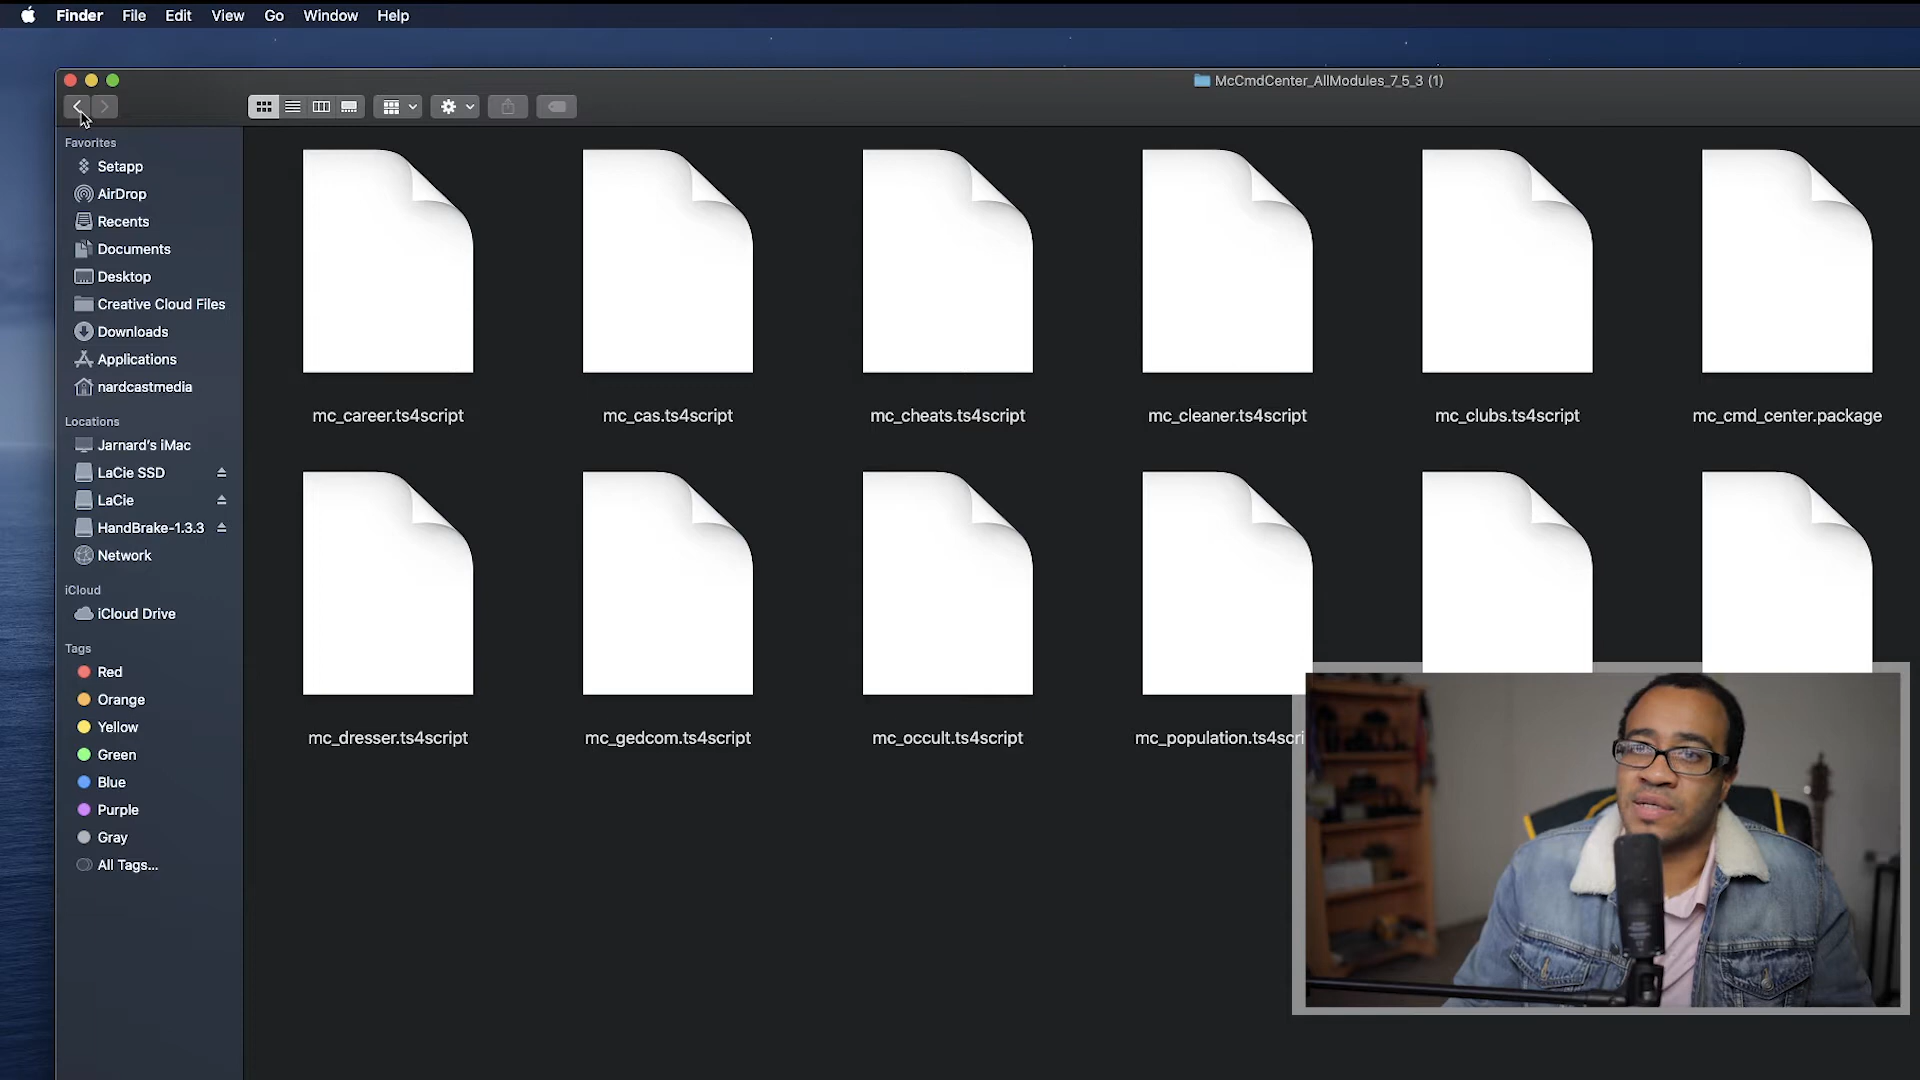 Finder File Edit View Go Window Help
McCmdCenter_AllModules_7_5_3 (1)
Favorites
Setapp
AirDrop
Recents
Documents
Desktop
Creative Cloud Files
Downloads
Applications
nardcastmedia
Locations
Jarnard's iMac
LaCie SSD
LaCie
HandBrake-1.3.3
Network
iCloud
iCloud Drive
Tags
Red
Orange
Yellow
Green
Blue
Purple
Gray
All Tags...
mc_career.ts4script mc_cas.ts4script mc_cheats.ts4script mc_cleaner.ts4script mc_clubs.ts4script mc_cmd_center.package
mc_dresser.ts4script mc_gedcom.ts4script mc_occult.ts4script mc_population.ts4scri